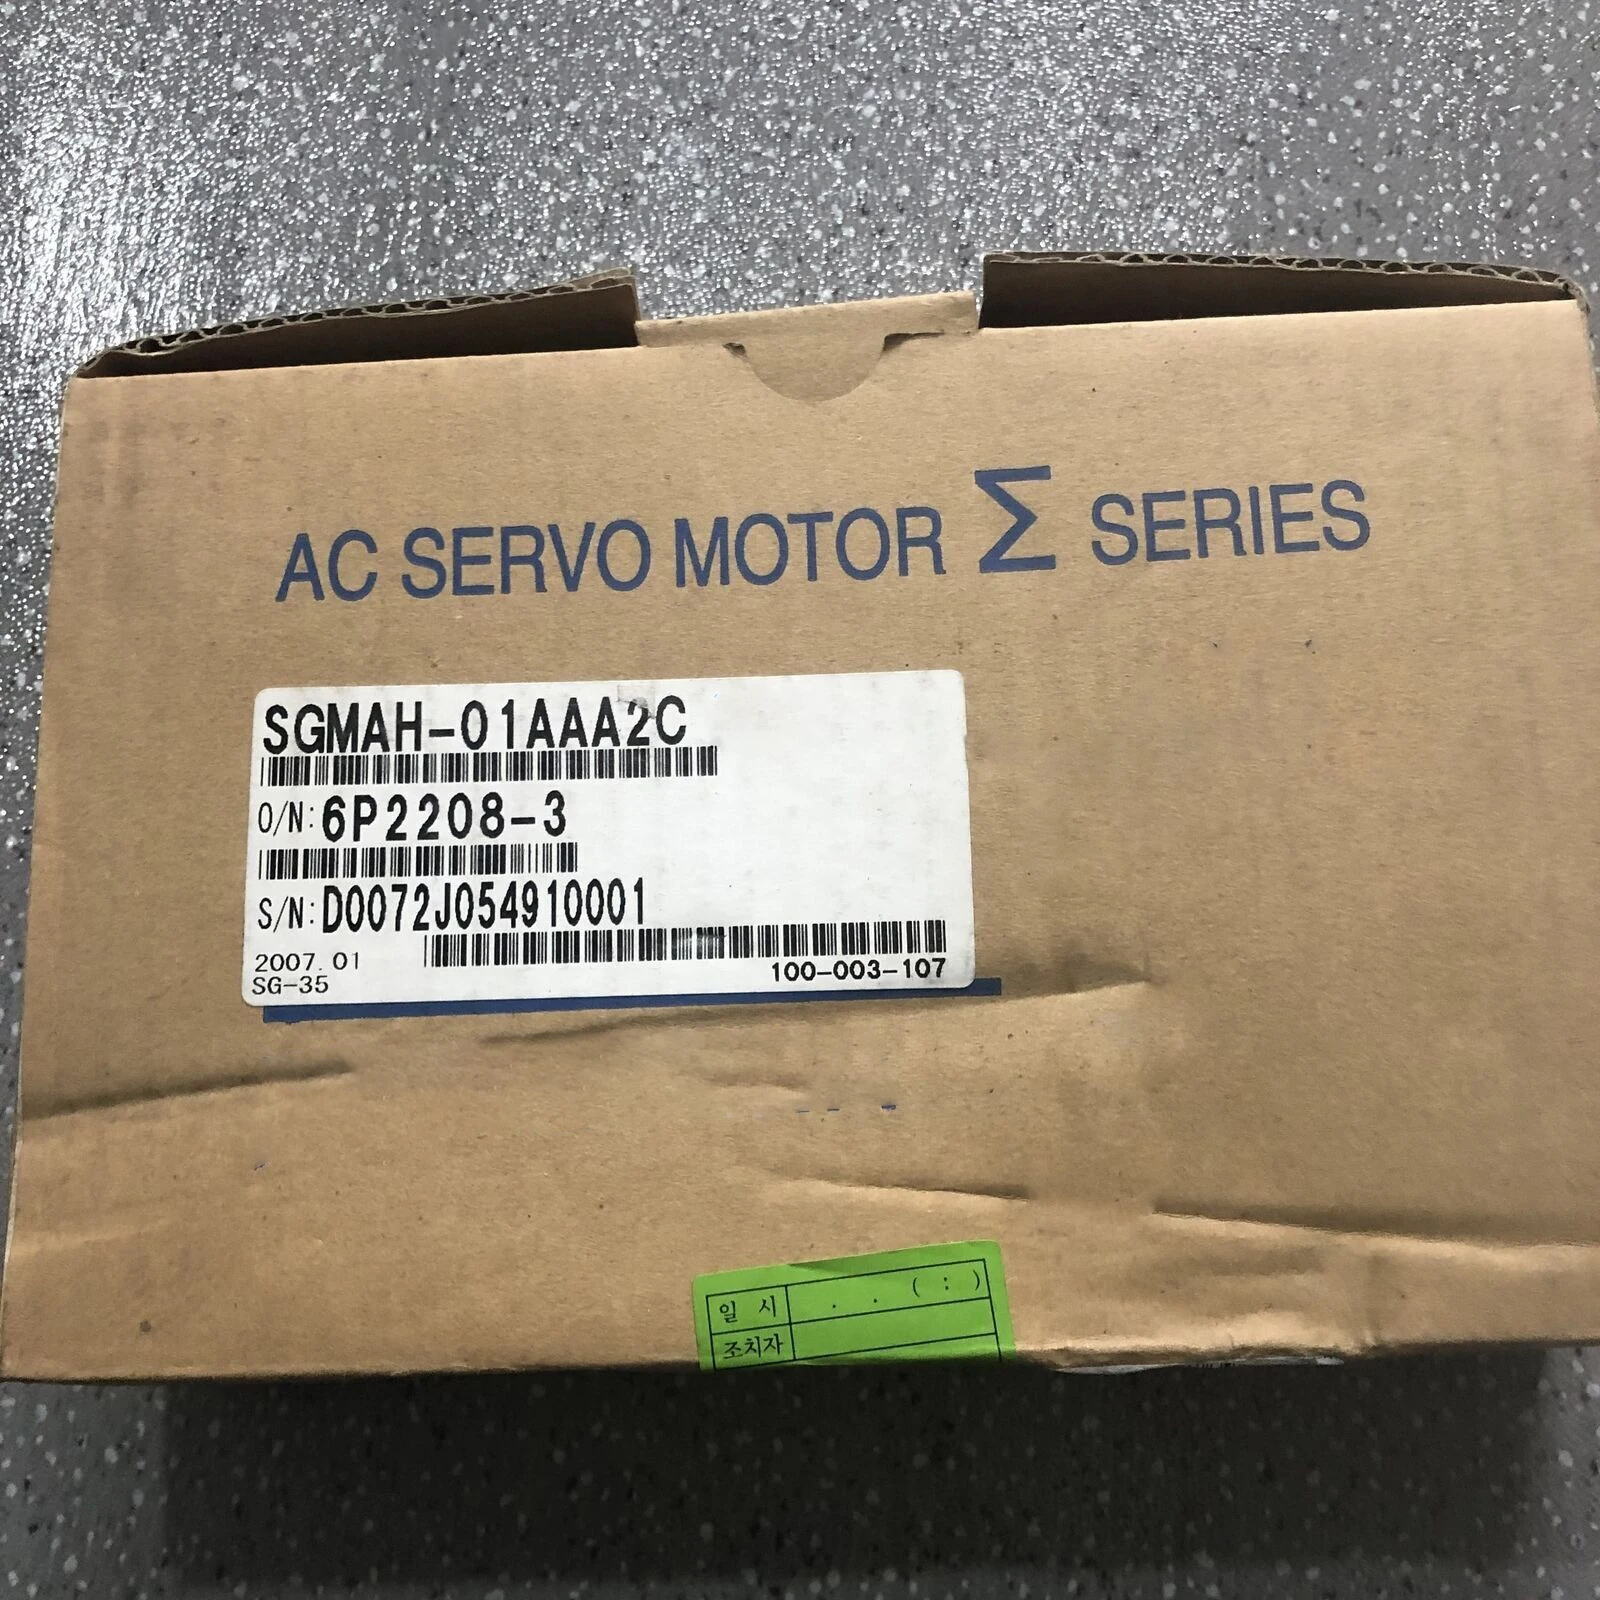 AC SERVO MOTOR Σ SERIES
SGMAH-01AAA2C
O/N: 6P2208-3
S/N: D0072J054910001
2007.01
100-003-107
SG-35
일 시 . . ( : )
조치자